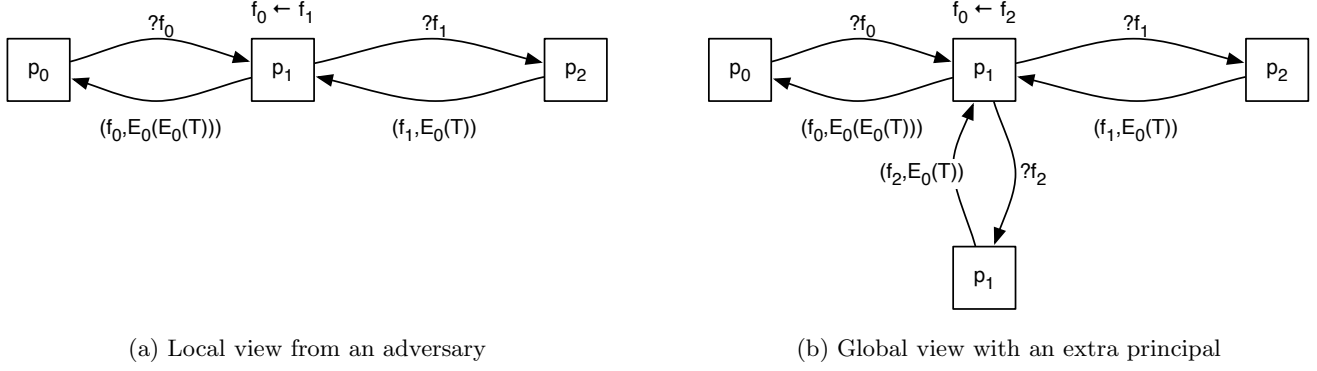 f0 ← f1
?f0
?f1
p0
p1
p2
(f0,E0(E0(T)))
(f1,E0(T))
(a) Local view from an adversary
f0 ← f2
?f0
?f1
p0
p1
p2
(f0,E0(E0(T)))
(f1,E0(T))
(f2,E0(T))
?f2
p1
(b) Global view with an extra principal